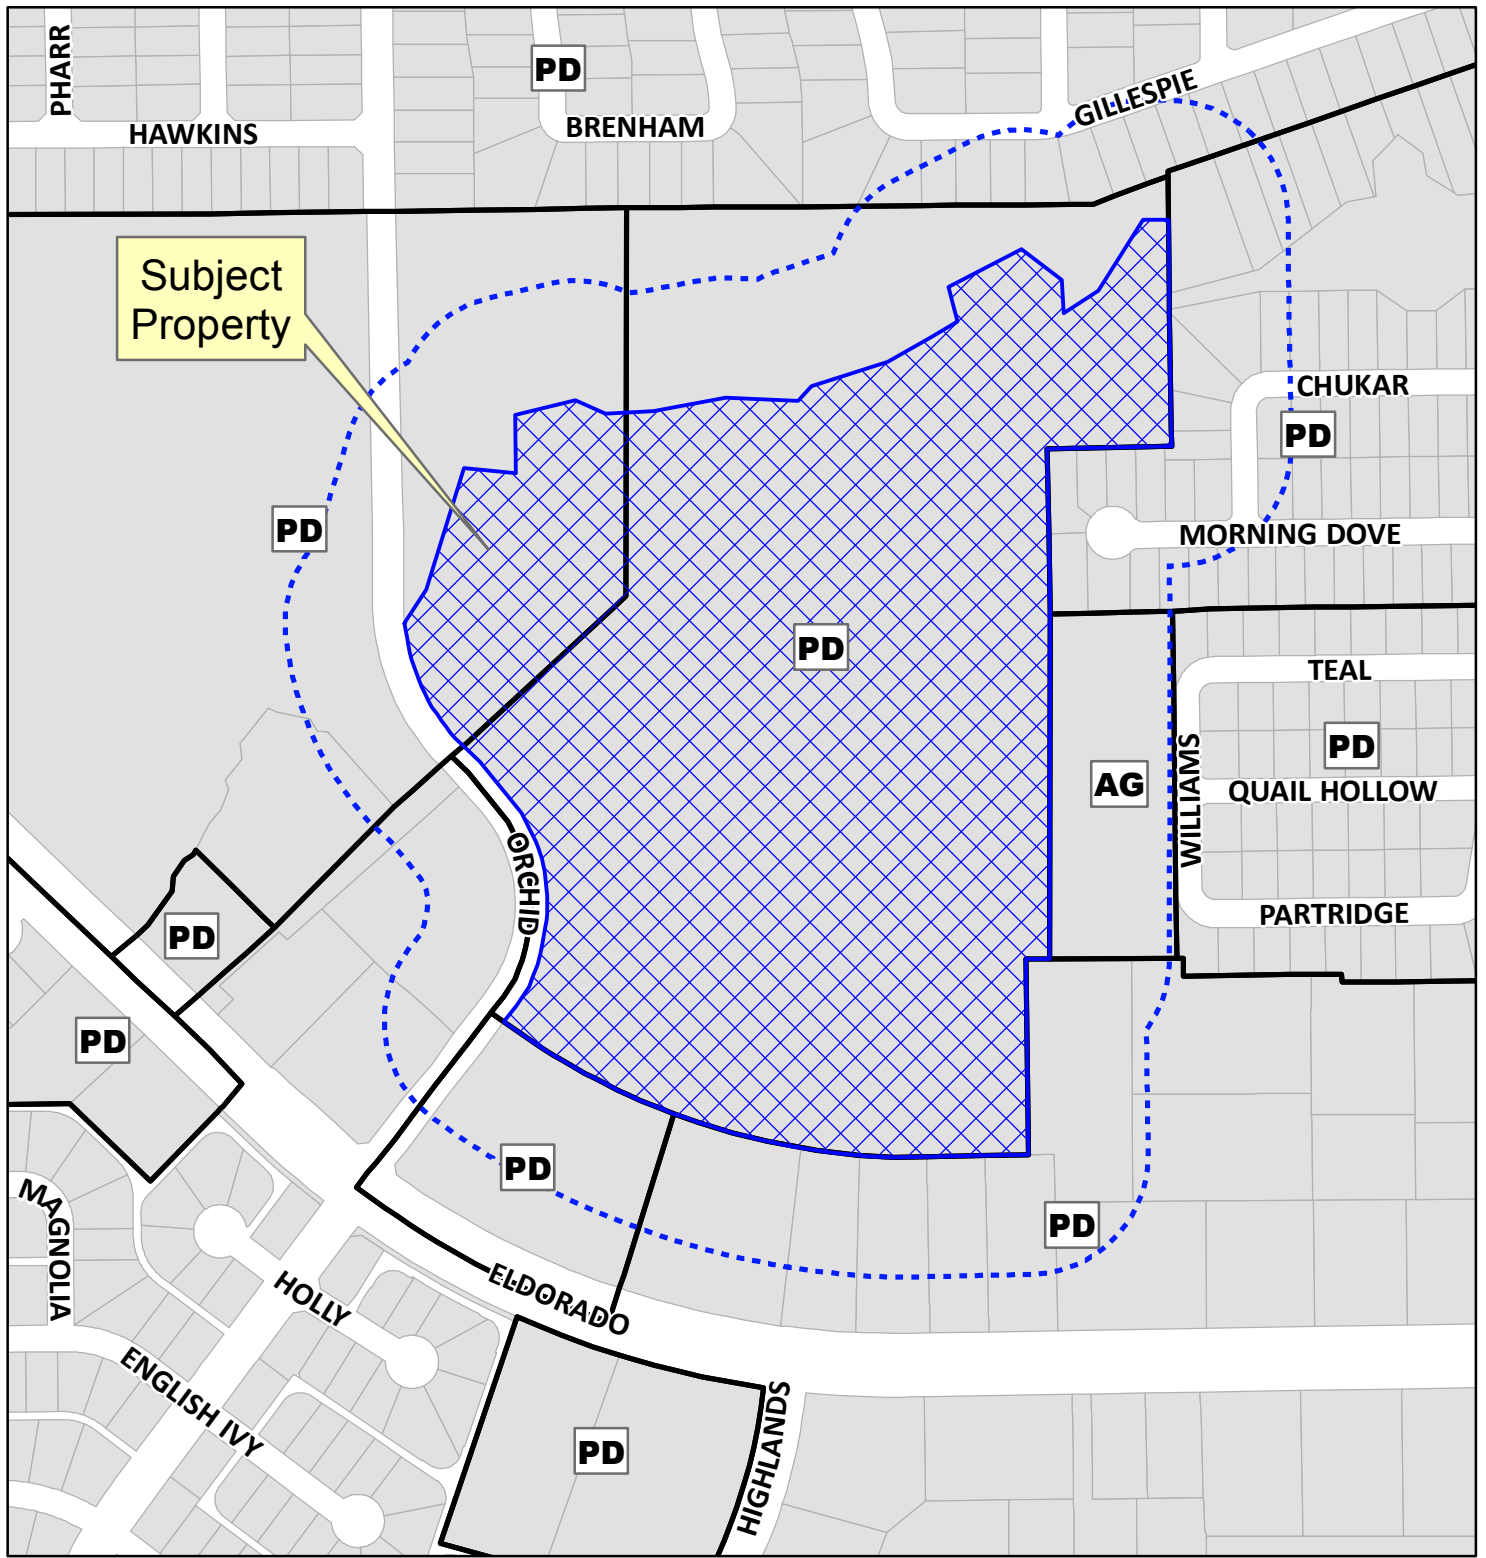 PHARR
PD
GILLESPIE
HAWKINS
BRENHAM
Subject
Property
CHUKAR
PD
PD
MORNING DOVE
PD
TEAL
PD
WILLIAMS
AG
QUAIL HOLLOW
ORCHID
PARTRIDGE
PD
PD
PD
MAGNOLIA
PD
HOLLY
ELDORADO
ENGLISH IVY
HIGHLANDS
PD